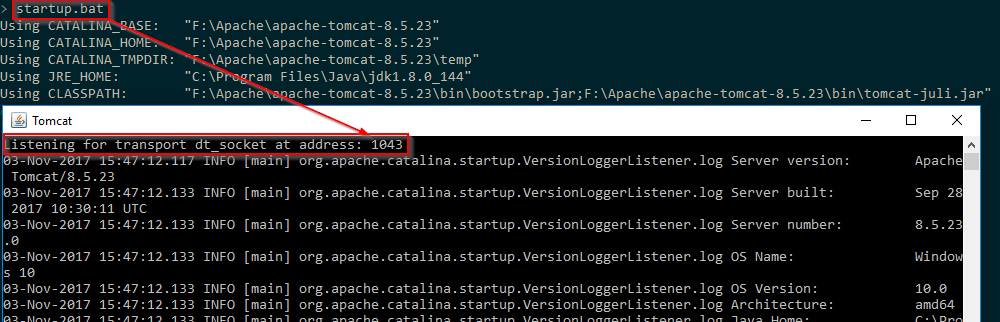 > startup.bat
Using CATALINA_BASE:   "F:\Apache\apache-tomcat-8.5.23"
Using CATALINA_HOME:   "F:\Apache\apache-tomcat-8.5.23"
Using CATALINA_TMPDIR: "F:\Apache\apache-tomcat-8.5.23\temp"
Using JRE_HOME:        "C:\Program Files\Java\jdk1.8.0_144"
Using CLASSPATH:       "F:\Apache\apache-tomcat-8.5.23\bin\bootstrap.jar;F:\Apache\apache-tomcat-8.5.23\bin\tomcat-juli.jar"
Tomcat
Listening for transport dt_socket at address: 1043
03-Nov-2017 15:47:12.117 INFO [main] org.apache.catalina.startup.VersionLoggerListener.log Server version:        Apache
 Tomcat/8.5.23
03-Nov-2017 15:47:12.133 INFO [main] org.apache.catalina.startup.VersionLoggerListener.log Server built:          Sep 28
 2017 10:30:11 UTC
03-Nov-2017 15:47:12.133 INFO [main] org.apache.catalina.startup.VersionLoggerListener.log Server number:         8.5.23
.0
03-Nov-2017 15:47:12.133 INFO [main] org.apache.catalina.startup.VersionLoggerListener.log OS Name:               Window
s 10
03-Nov-2017 15:47:12.133 INFO [main] org.apache.catalina.startup.VersionLoggerListener.log OS Version:            10.0
03-Nov-2017 15:47:12.133 INFO [main] org.apache.catalina.startup.VersionLoggerListener.log Architecture:          amd64
03-Nov-2017 15:47:12.133 INFO [main] org.apache.catalina.startup.VersionLoggerListener.log Java Home:             C:\Pro